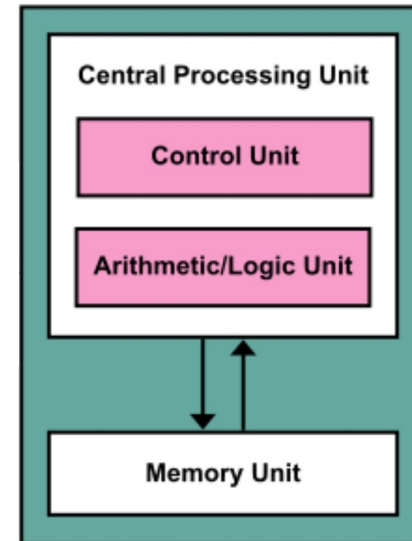 Central Processing Unit
Control Unit
Arithmetic/Logic Unit
Memory Unit